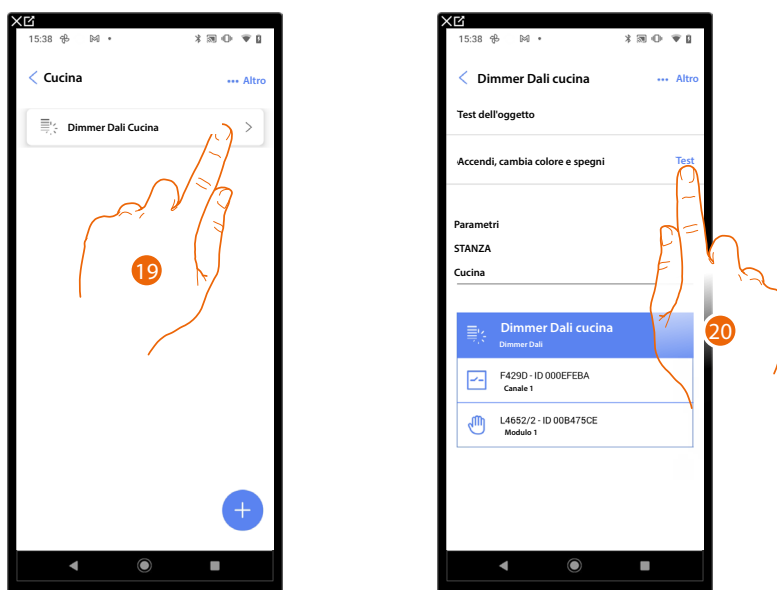 15:38
Cucina
••• Altro
Dimmer Dali Cucina
19
15:38
Dimmer Dali cucina
••• Altro
Test dell'oggetto
Accendi, cambia colore e spegni
Test
Parametri
STANZA
Cucina
20
Dimmer Dali cucina
Dimmer Dali
F429D - ID 000EFEBA
Canale 1
L4652/2 - ID 00B475CE
Modulo 1